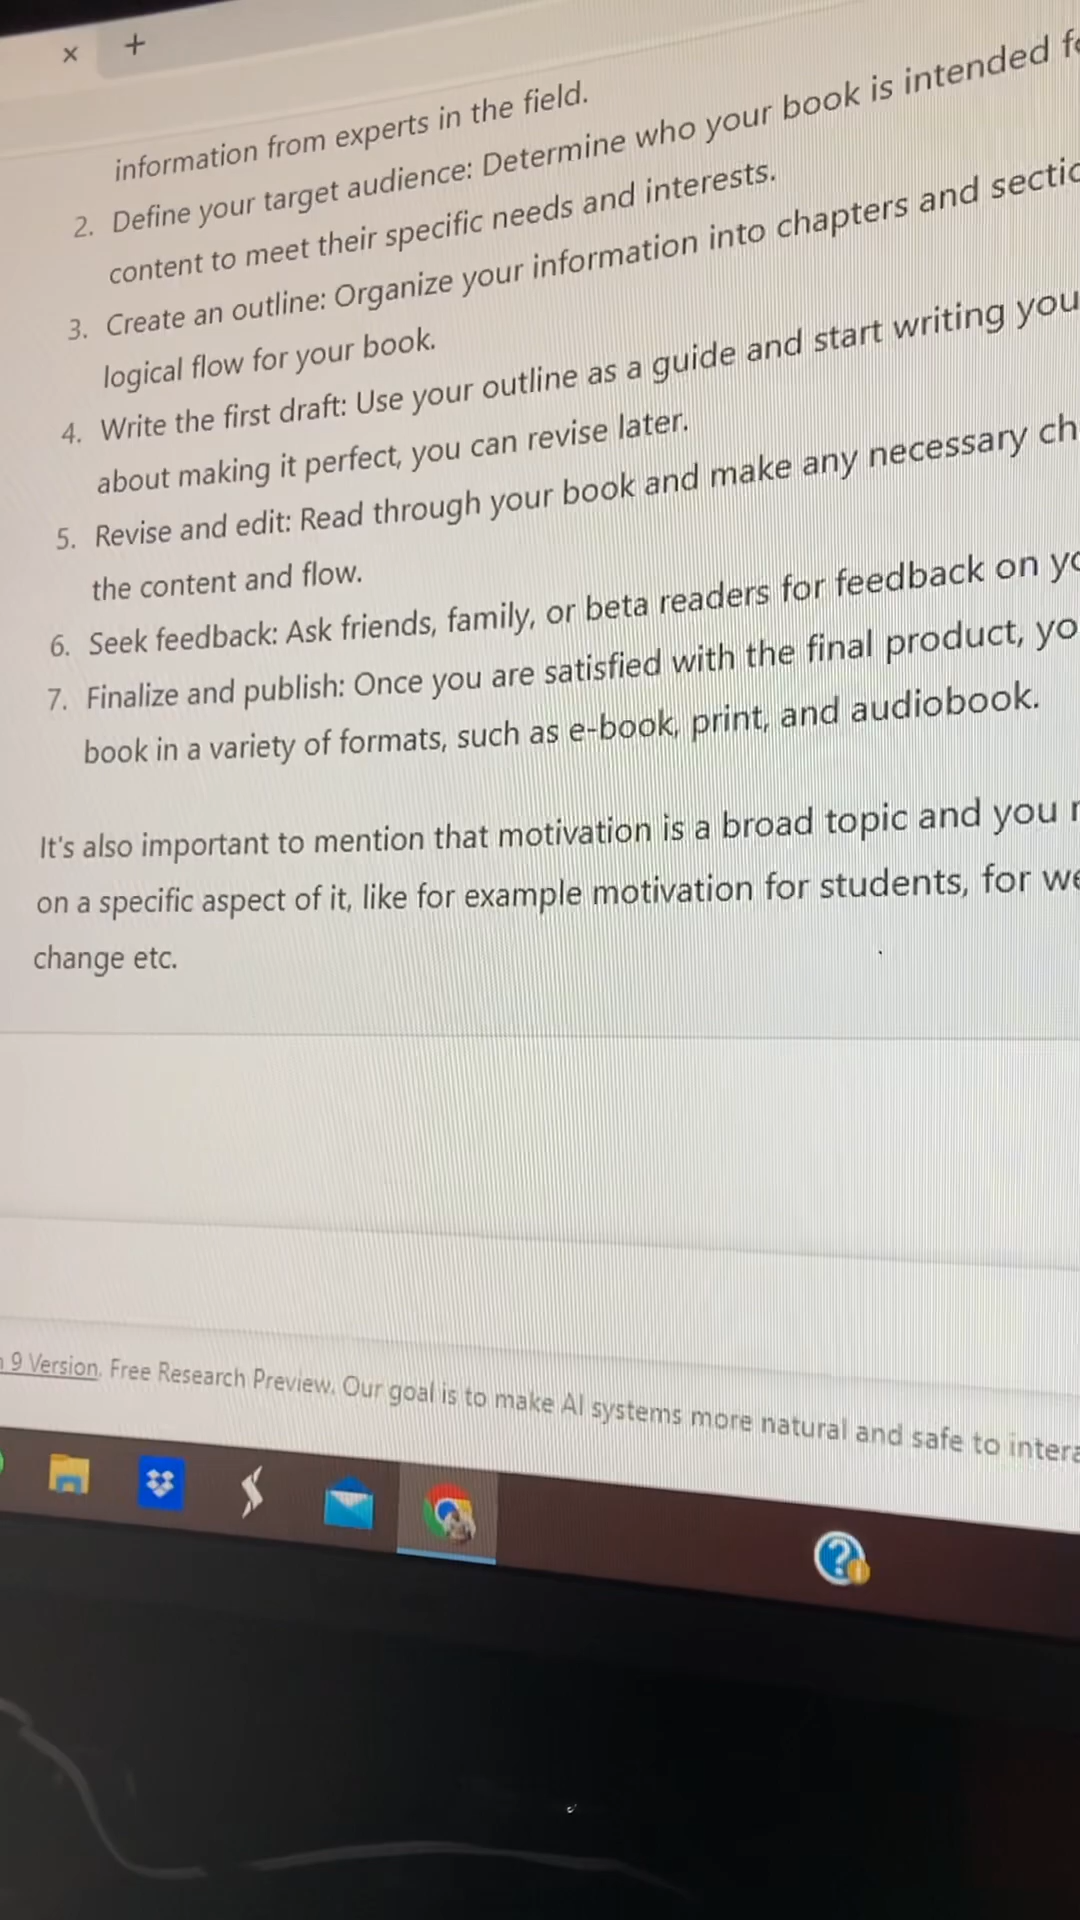 information from experts in the field.
2. Define your target audience: Determine who your book is intended
content to meet their specific needs and interests.
3. Create an outline: Organize your information into chapters and
logical flow for your book.
4. Write the first draft: Use your outline as a guide and start writing
about making it perfect, you can revise later.
5. Revise and edit: Read through your book and make any necessary
the content and flow.
6. Seek feedback: Ask friends, family, or beta readers for feedback on
7. Finalize and publish: Once you are satisfied with the final product,
book in a variety of formats, such as e-book, print, and audiobook.
It's also important to mention that motivation is a broad topic and you
on a specific aspect of it, like for example motivation for students, for
change etc.
9 Version. Free Research Preview. Our goal is to make AI systems more natural and safe to